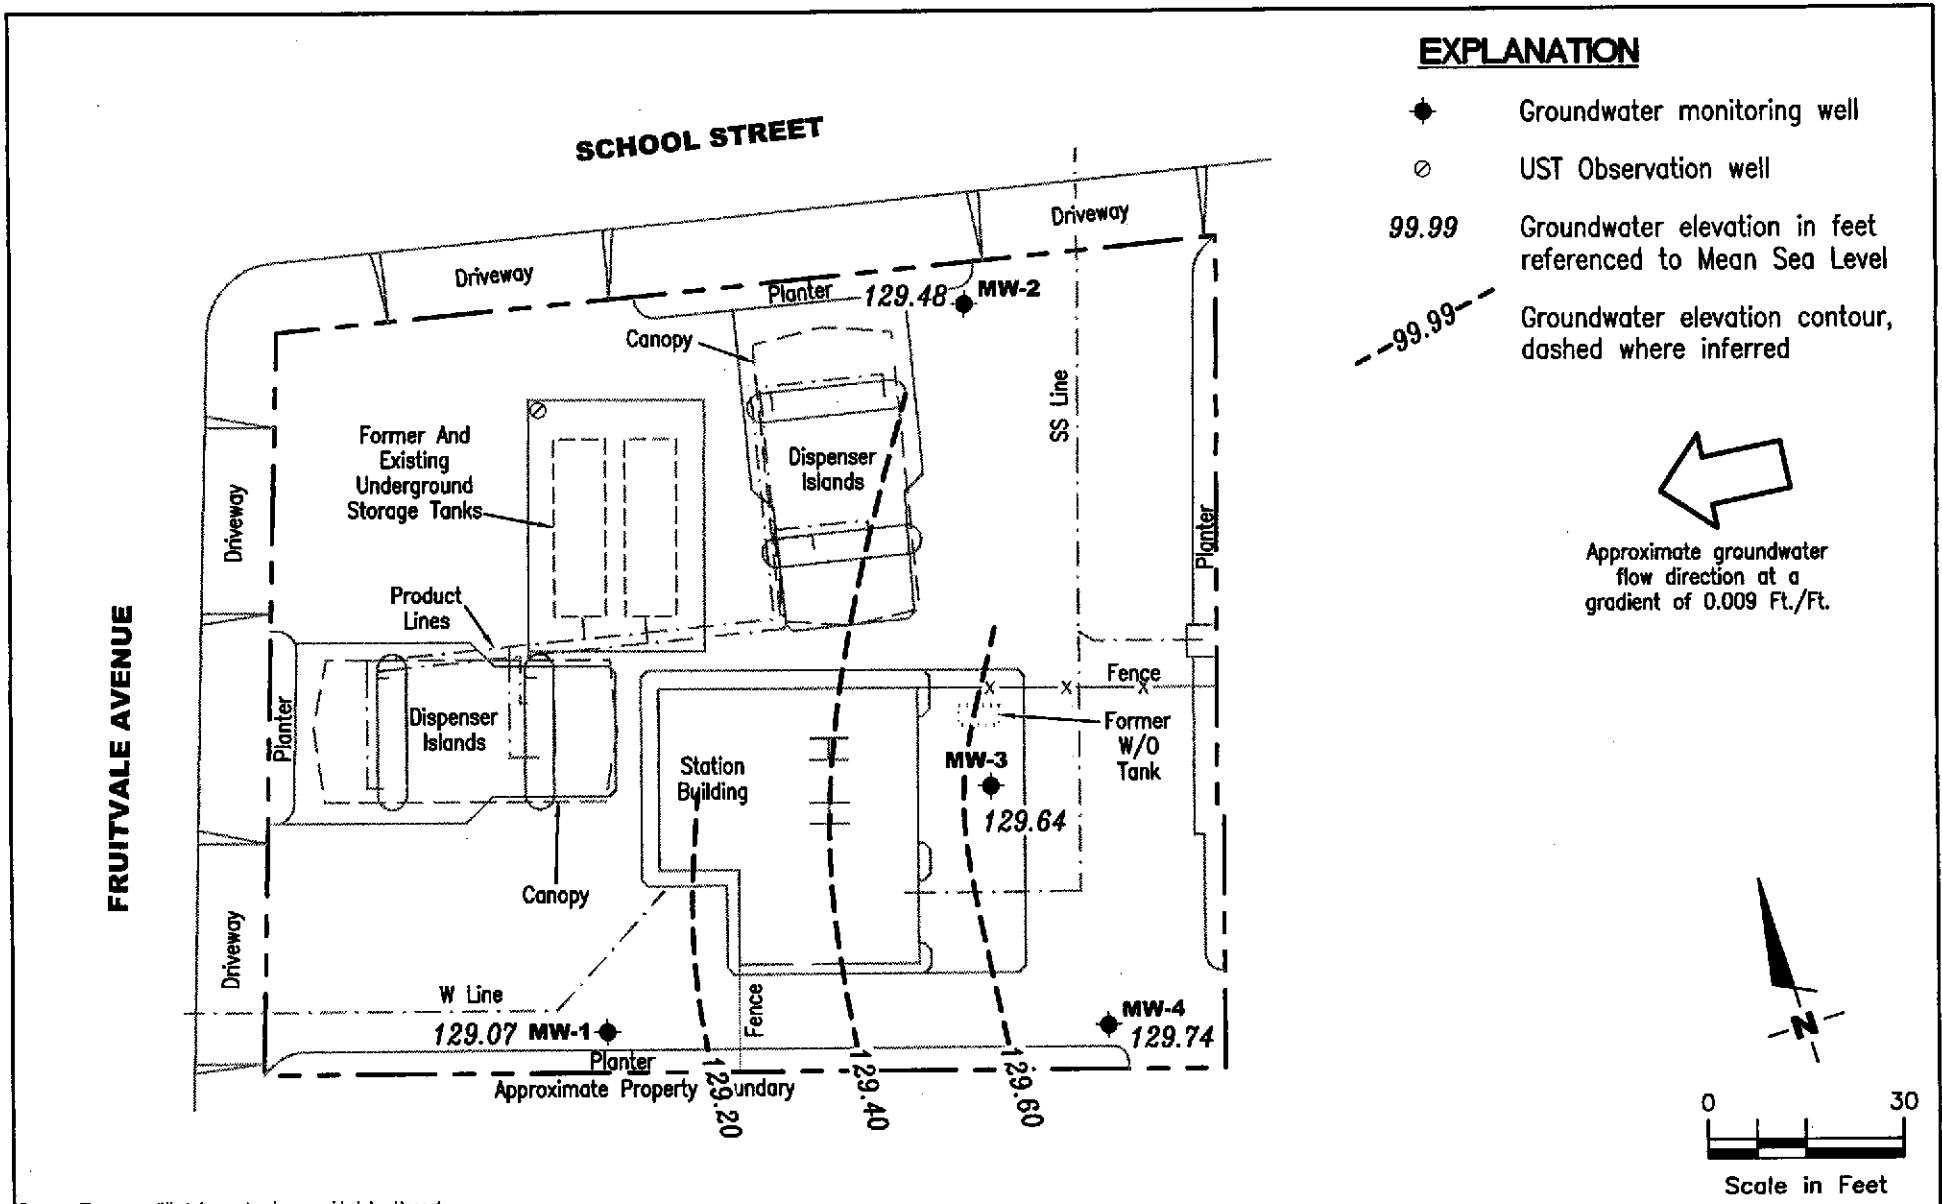 EXPLANATION
Groundwater monitoring well
UST Observation well
99.99 Groundwater elevation in feet
referenced to Mean Sea Level
99.99 Groundwater elevation contour,
dashed where inferred
Approximate groundwater
flow direction at a
gradient of 0.009 Ft./Ft.
SCHOOL STREET
Driveway
Driveway
Planter 129.48 MW-2
Canopy
SS Line
Former And
Existing
Underground
Storage Tanks
Dispenser
Islands
Driveway
Planter
Product
Lines
FRUITVALE AVENUE
Planter
Dispenser
Islands
Fence
x x x
Former
W/O
Tank
Station
Building
MW-3
129.64
Canopy
Driveway
W Line
Fence
129.07 MW-1
MW-4
129.74
Planter
Approximate Property undary
129.20
129.40
129.60
N
0 30
Scale in Feet